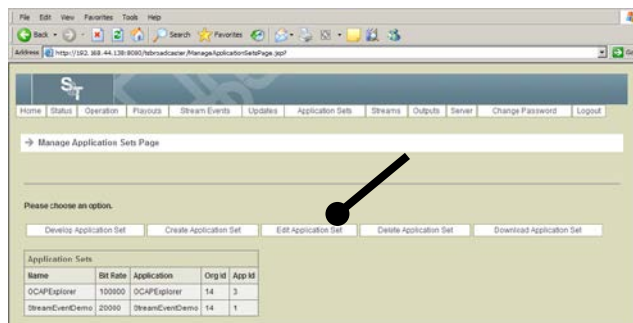 File Edit View Favorites Tools Help
Back Search Favorites
Address http://192.168.44.138:8080/tsbroadcaster/ManageApplicationSetsPage.jsp? Go
S&T
Home Status Operation Playouts Stream Events Updates Application Sets Streams Outputs Server Change Password Logout
Manage Application Sets Page
Please choose an option.
Develop Application Set Create Application Set Edit Application Set Delete Application Set Download Application Set
Application Sets
Name Bit Rate Application Org Id App Id
OCAPExplorer 100000 OCAPExplorer 14 3
StreamEventDemo 20000 StreamEventDemo 14 1